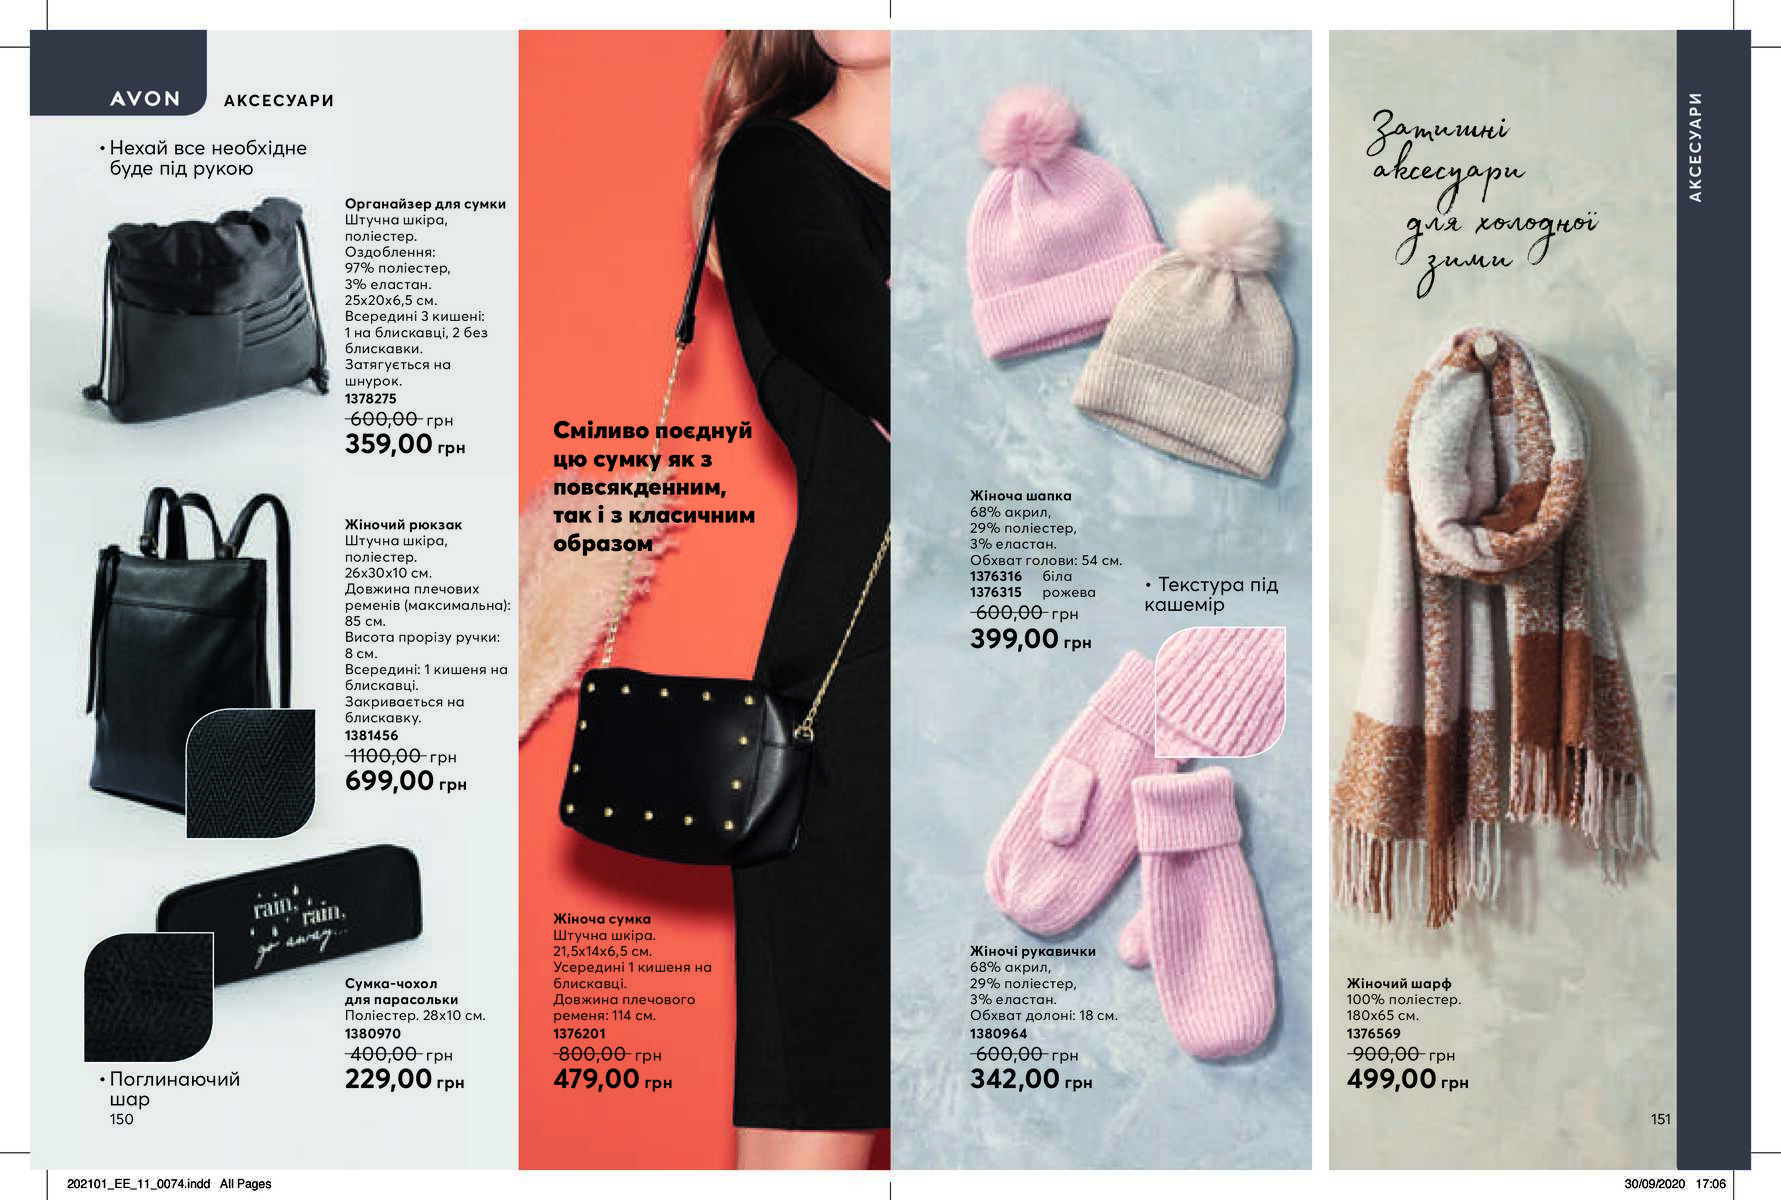 AVON
АКСЕСУАРИ
• Нехай все необхідне
буде під рукою
Органайзер для сумки
Штучна шкіра,
поліестер.
Оздоблення:
97% поліестер,
3% еластан.
25х20х6,5 см.
Всередині 3 кишені:
1 на блискавці, 2 без
блискавки.
Затягується на
шнурок.
1378275
600,00 грн
359,00 грн
Жіночий рюкзак
Штучна шкіра,
поліестер.
26х30х10 см.
Довжина плечових
ременів (максимальна):
85 см.
Висота прорізу ручки:
8 см.
Всередині: 1 кишеня на
блискавці.
Закривається на
блискавку.
1381456
1100,00 грн
699,00 грн
rain,
rain,
go away...
Сумка-чохол
для парасольки
Поліестер. 28х10 см.
1380970
400,00 грн
229,00 грн
• Поглинаючий
шар
150
Сміливо поєднуй
цю сумку як з
повсякденним,
так і з класичним
образом
Жіноча сумка
Штучна шкіра.
21,5х14х6,5 см.
Усередині 1 кишеня на
блискавці.
Довжина плечового
ременя: 114 см.
1376201
800,00 грн
479,00 грн
Жіноча шапка
68% акрил,
29% поліестер,
3% еластан.
Обхват голови: 54 см.
1376316 біла
1376315 рожева
600,00 грн
399,00 грн
• Текстура під
кашемір
Жіночі рукавички
68% акрил,
29% поліестер,
3% еластан.
Обхват долоні: 18 см.
1380964
600,00 грн
342,00 грн
Затишні
аксесуари
для холодної
зими
Жіночий шарф
100% поліестер.
180х65 см.
1376569
900,00 грн
499,00 грн
151
АКСЕСУАРИ
202101_EE_11_0074.indd All Pages
30/09/2020 17:06